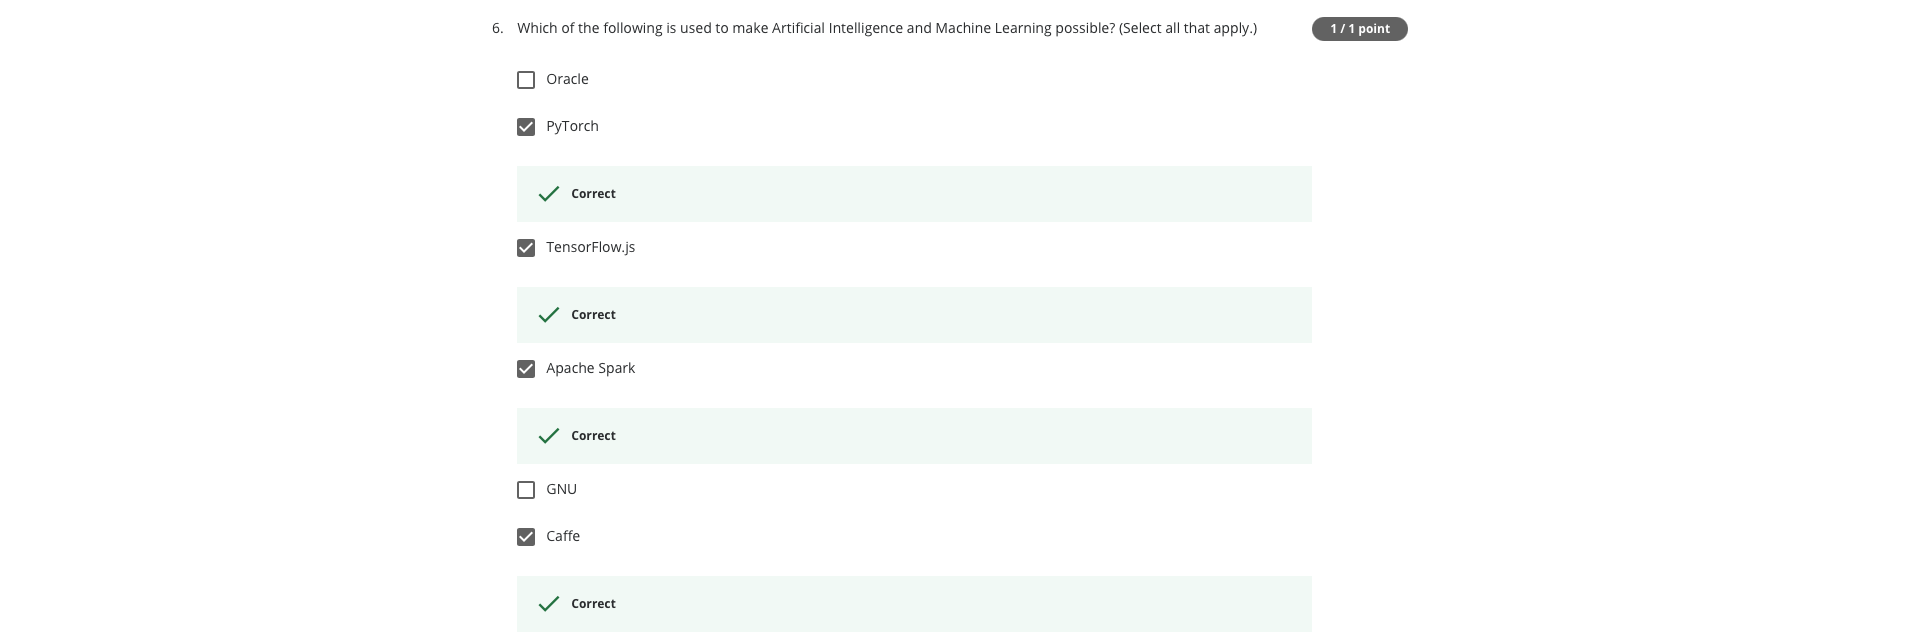 6. Which of the following is used to make Artificial Intelligence and Machine Learning possible? (Select all that apply.) 1 / 1 point
Oracle
PyTorch
Correct
TensorFlow.js
Correct
Apache Spark
Correct
GNU
Caffe
Correct